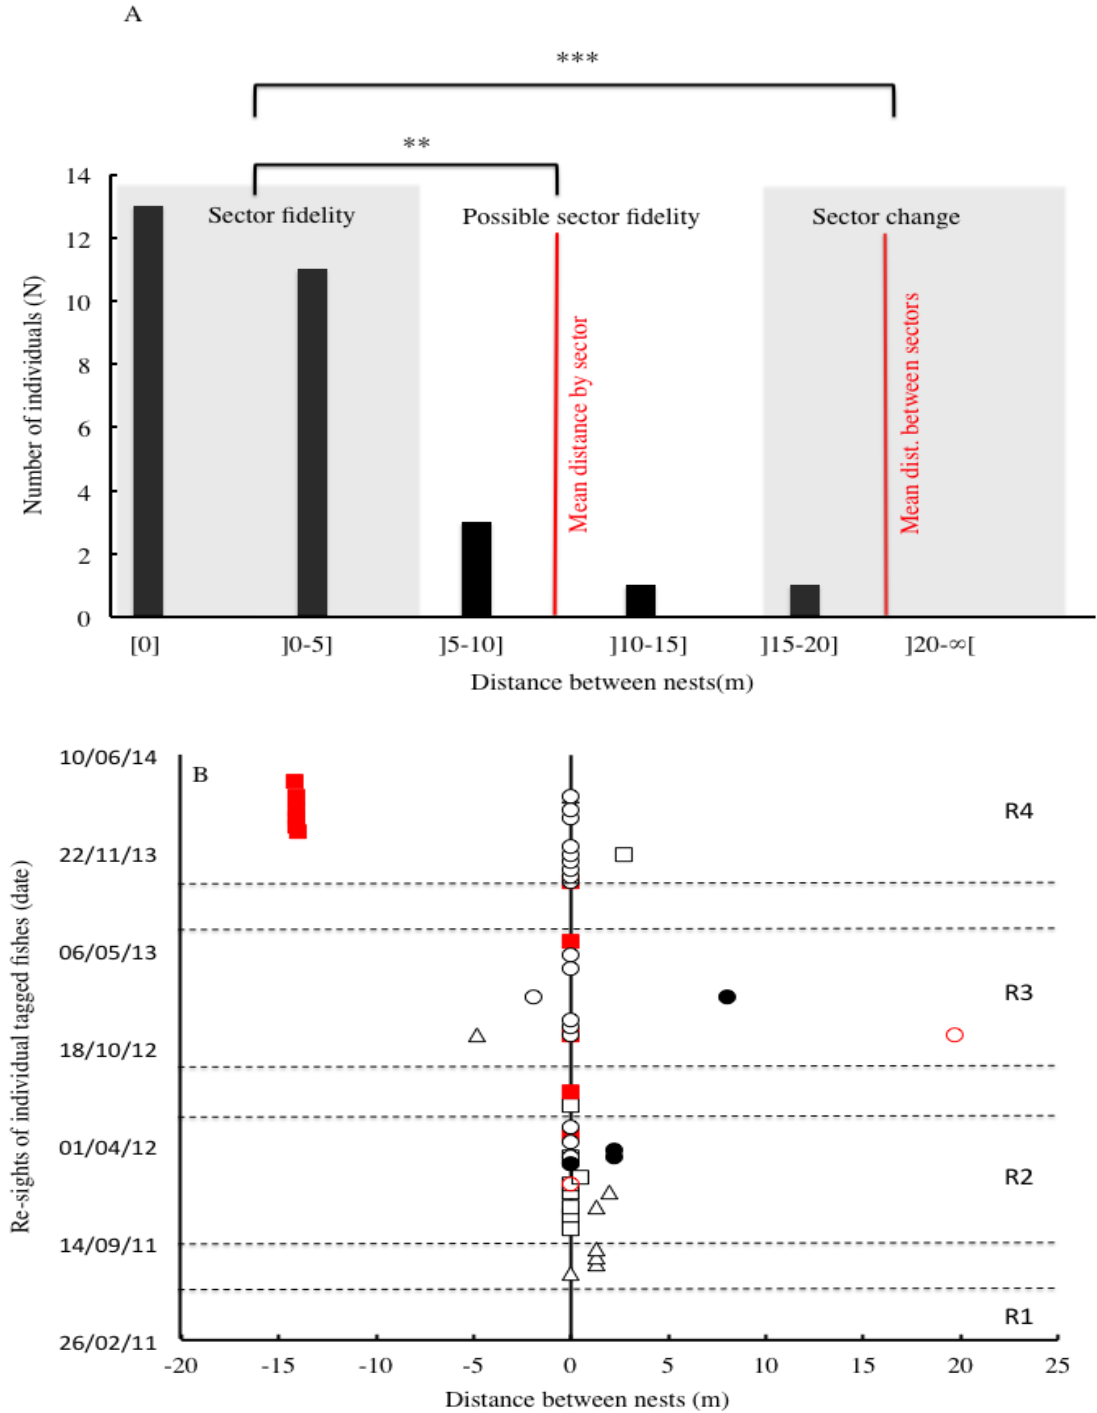 A
***
**
14
12
10
8
6
4
2
0
Number of individuals (N)
Sector fidelity
Possible sector fidelity
Sector change
Mean distance by sector
Mean dist. between sectors
[0]
]0-5]
]5-10]
]10-15]
]15-20]
]20-∞[
Distance between nests(m)
B
10/06/14
22/11/13
06/05/13
18/10/12
01/04/12
14/09/11
26/02/11
Re-sights of individual tagged fishes (date)
R4
R3
R2
R1
-20
-15
-10
-5
0
5
10
15
20
25
Distance between nests (m)